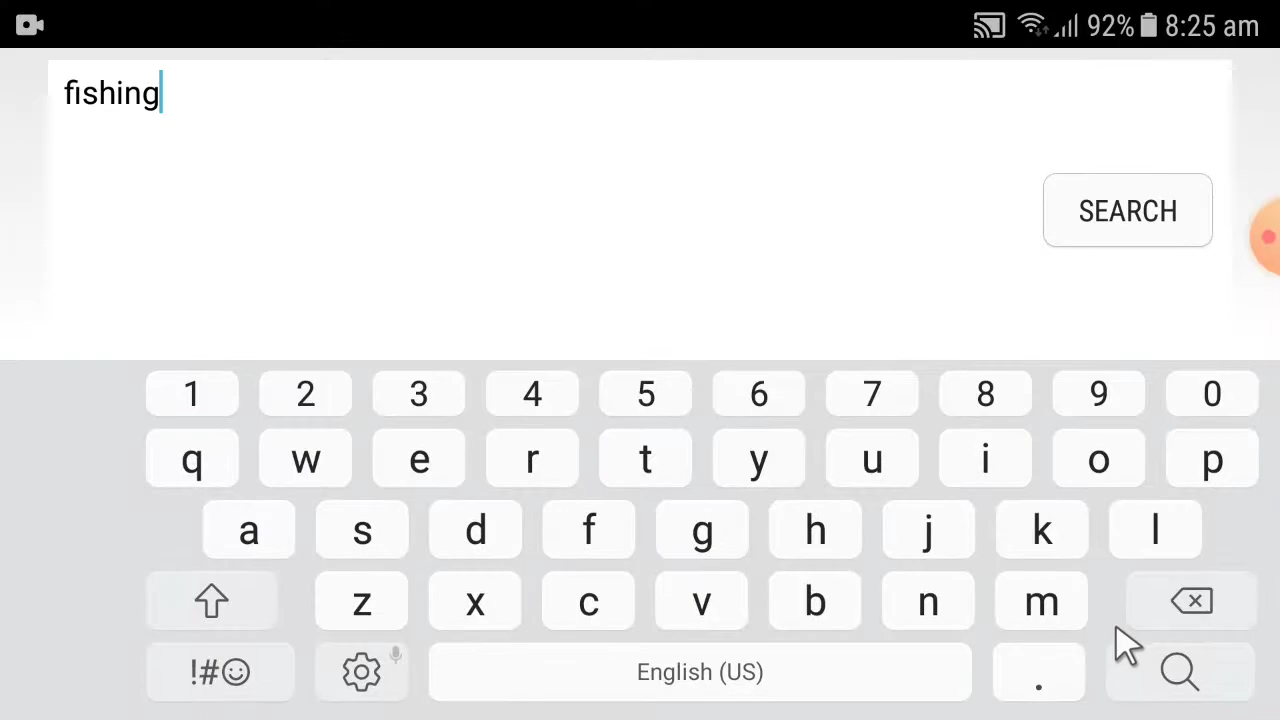 92% 8:25 am
fishing
SEARCH
1 2 3 4 5 6 7 8 9 0
q w e r t y u i o p
a s d f g h j k l
z x c v b n m
!#☺ English (US) .